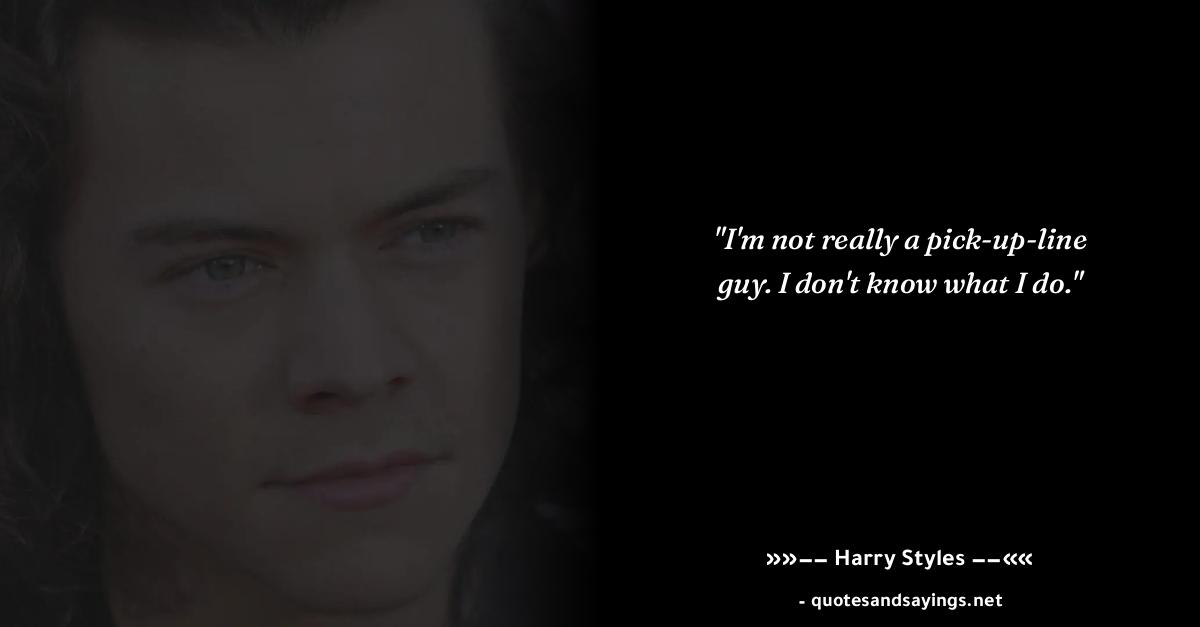 "I'm not really a pick-up-line
guy. I don't know what I do."
»»−− Harry Styles −−««
- quotesandsayings.net